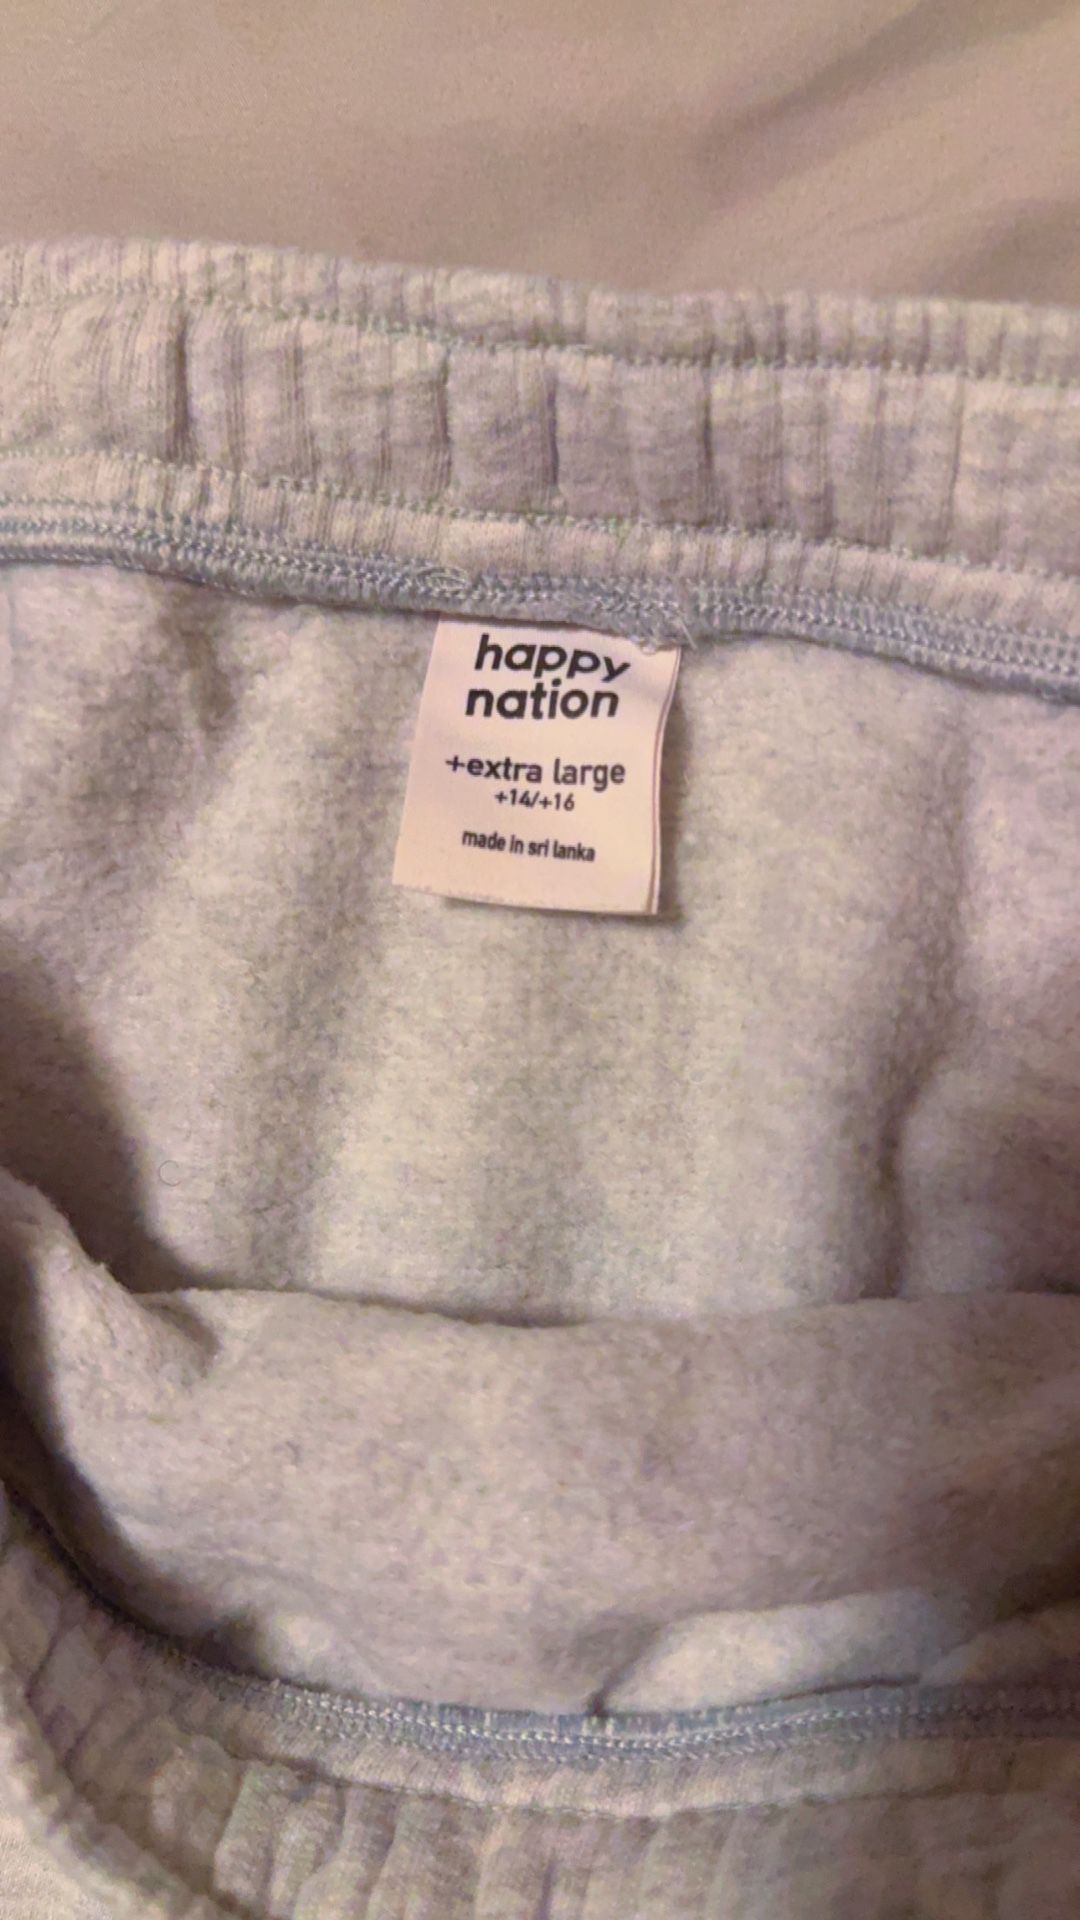 happy
nation
+extra large
+14/+16
made in sri lanka